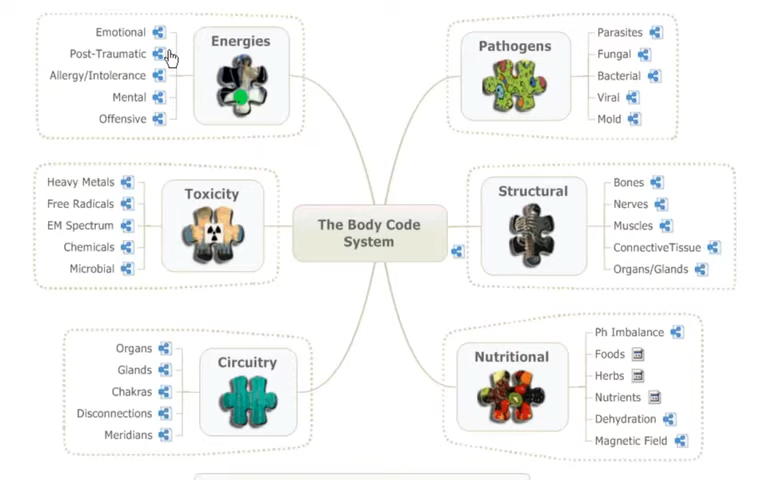 Energies
Emotional
Post-Traumatic
Allergy/Intolerance
Mental
Offensive
Pathogens
Parasites
Fungal
Bacterial
Viral
Mold
Toxicity
Heavy Metals
Free Radicals
EM Spectrum
Chemicals
Microbial
The Body Code
System
Structural
Bones
Nerves
Muscles
ConnectiveTissue
Organs/Glands
Circuitry
Organs
Glands
Chakras
Disconnections
Meridians
Nutritional
Ph Imbalance
Foods
Herbs
Nutrients
Dehydration
Magnetic Field